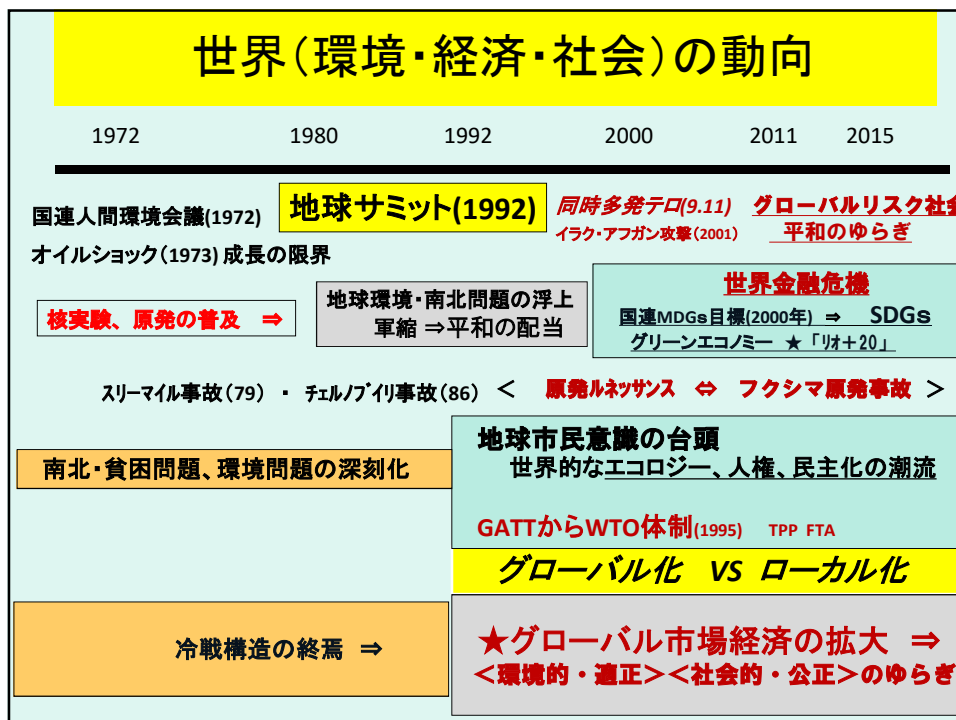 世界(環境・経済・社会)の動向
1972 1980 1992 2000 2011 2015
国連人間環境会議(1972)
地球サミット(1992)
同時多発テロ(9.11)
グローバルリスク社会
イラク・アフガン攻撃(2001)
平和のゆらぎ
オイルショック(1973) 成長の限界
世界金融危機
国連MDGs目標(2000年) ⇒ SDGs
グリーンエコノミー ★「リオ+20」
核実験、原発の普及 ⇒
地球環境・南北問題の浮上
軍縮 ⇒平和の配当
スリーマイル事故(79) ・ チェルノブイリ事故(86) < 原発ルネッサンス ⇔ フクシマ原発事故 >
地球市民意識の台頭
世界的なエコロジー、人権、民主化の潮流
南北・貧困問題、環境問題の深刻化
GATTからWTO体制(1995) TPP FTA
グローバル化 VS ローカル化
冷戦構造の終焉 ⇒
★グローバル市場経済の拡大 ⇒
<環境的・適正><社会的・公正>のゆらぎ